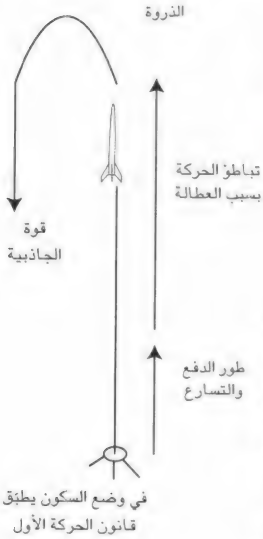 الذروة
تباطؤ الحركة
بسبب العطالة
قوة
الجاذبية
طور الدفع
والتسارع
في وضع السكون يطبّق
قانون الحركة الأول